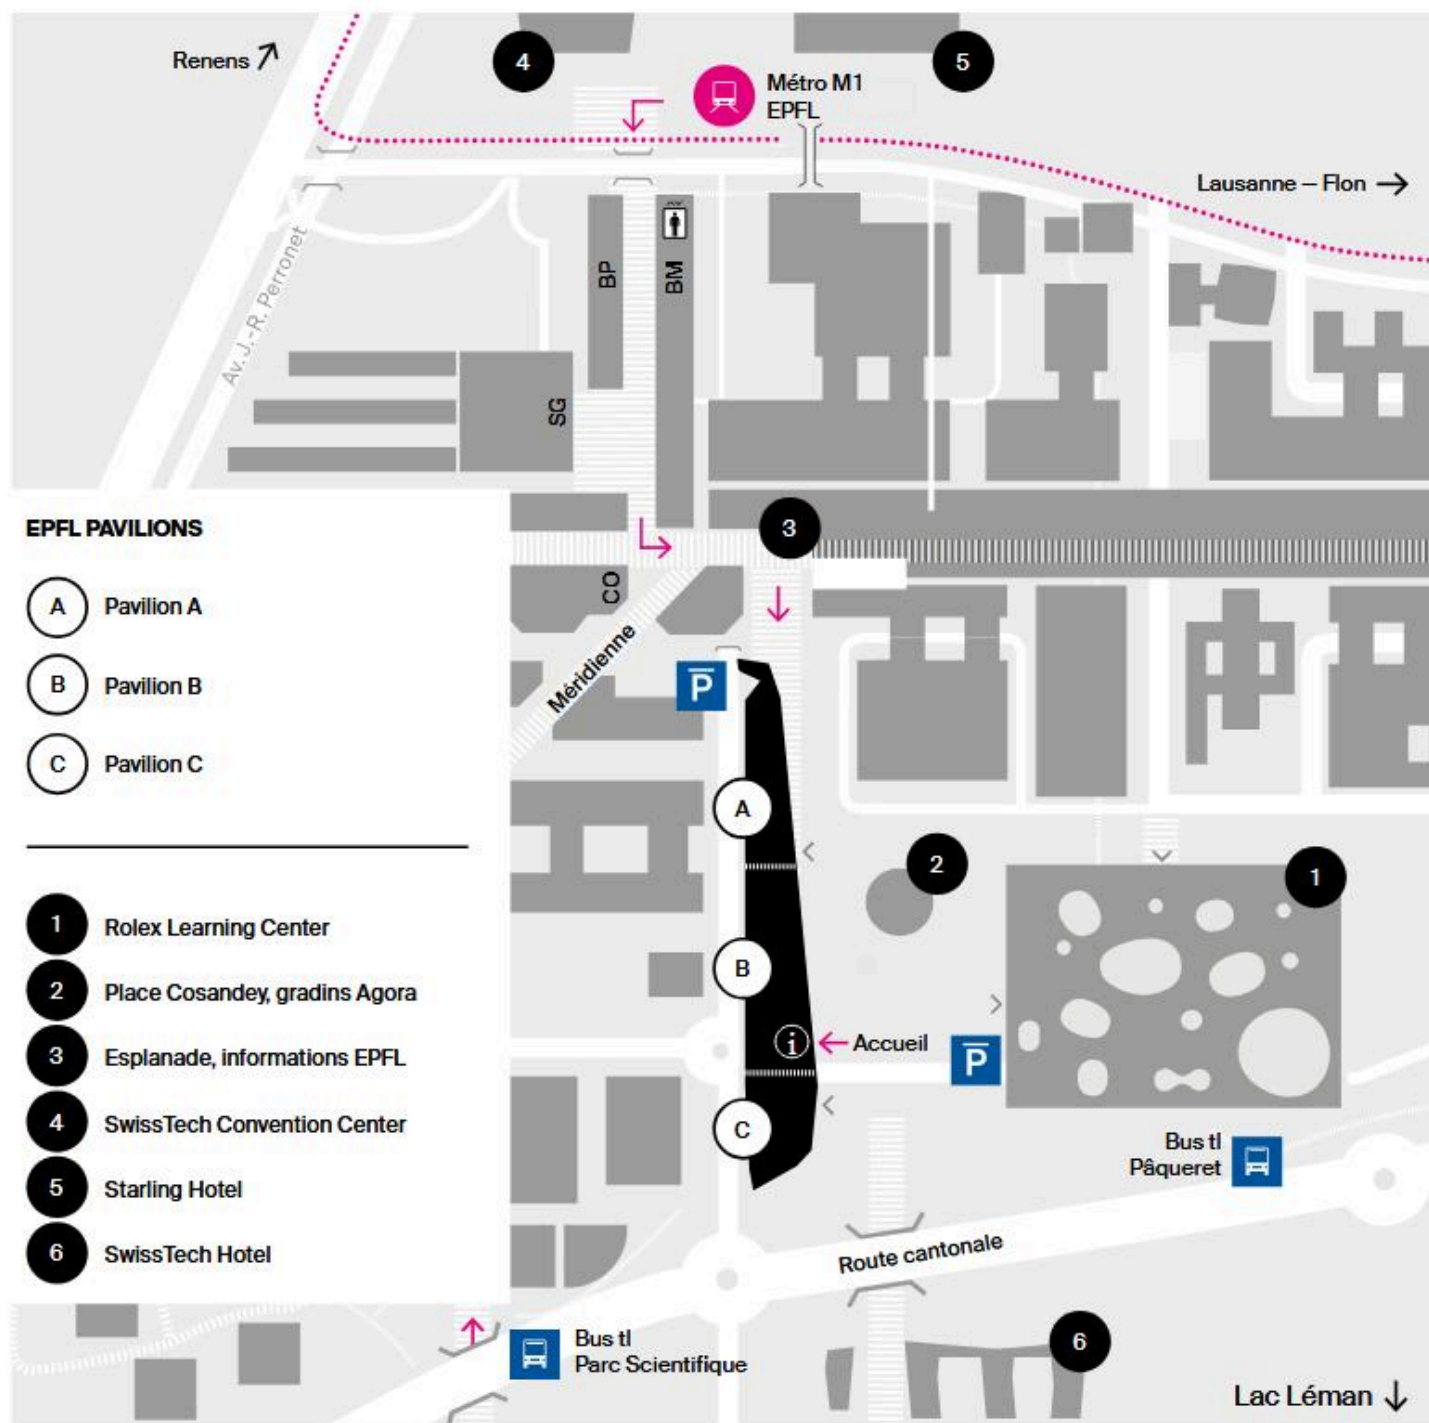 Renens
4
5
Métro M1
EPFL
Lausanne – Flon
Av. J.-R. Perronet
BP
BM
SG
3
CO
Méridienne
P
EPFL PAVILIONS
A Pavilion A
B Pavilion B
C Pavilion C
1 Rolex Learning Center
2 Place Cosandey, gradins Agora
3 Esplanade, informations EPFL
4 SwissTech Convention Center
5 Starling Hotel
6 SwissTech Hotel
A
2
1
B
i
Accueil
P
C
Bus tl
Pâqueret
Route cantonale
Bus tl
Parc Scientifique
6
Lac Léman